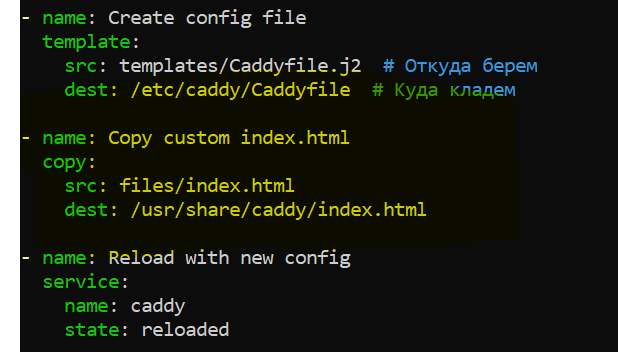 - name: Create config file
  template:
    src: templates/Caddyfile.j2  # Откуда берем
    dest: /etc/caddy/Caddyfile  # Куда кладем
- name: Copy custom index.html
  copy:
    src: files/index.html
    dest: /usr/share/caddy/index.html
- name: Reload with new config
  service:
    name: caddy
    state: reloaded